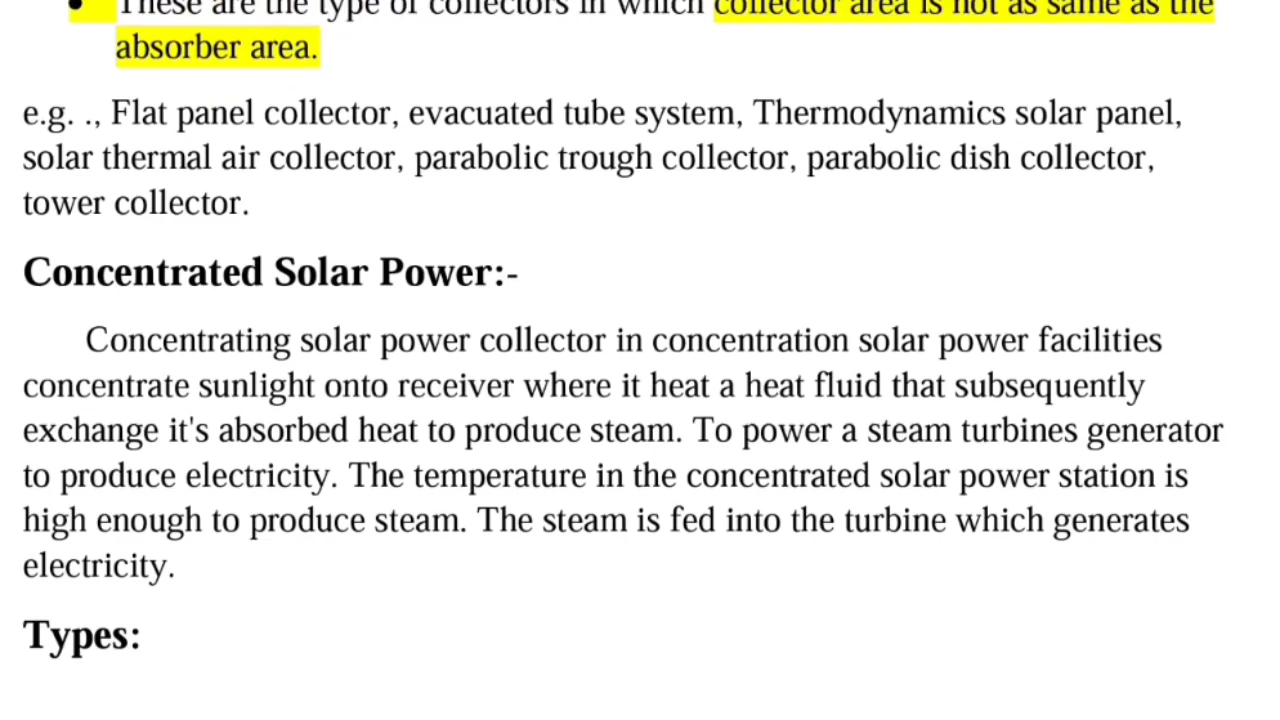 • These are the type of collectors in which collector area is not as same as the
absorber area.
e.g. ., Flat panel collector, evacuated tube system, Thermodynamics solar panel,
solar thermal air collector, parabolic trough collector, parabolic dish collector,
tower collector.
Concentrated Solar Power:-
Concentrating solar power collector in concentration solar power facilities
concentrate sunlight onto receiver where it heat a heat fluid that subsequently
exchange it's absorbed heat to produce steam. To power a steam turbines generator
to produce electricity. The temperature in the concentrated solar power station is
high enough to produce steam. The steam is fed into the turbine which generates
electricity.
Types: